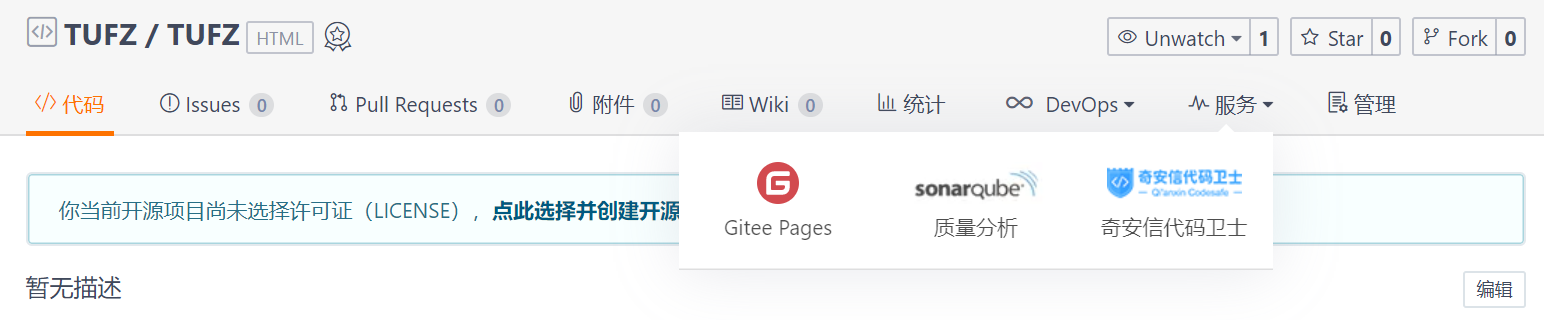 TUFZ / TUFZ HTML
Unwatch 1 Star 0 Fork 0
代码 Issues 0 Pull Requests 0 附件 0 Wiki 0 统计 DevOps 服务 管理
你当前开源项目尚未选择许可证（LICENSE），点此选择并创建开源
G sonarqube 奇安信代码卫士
Qi'anxin Codesafe
Gitee Pages 质量分析 奇安信代码卫士
暂无描述 编辑